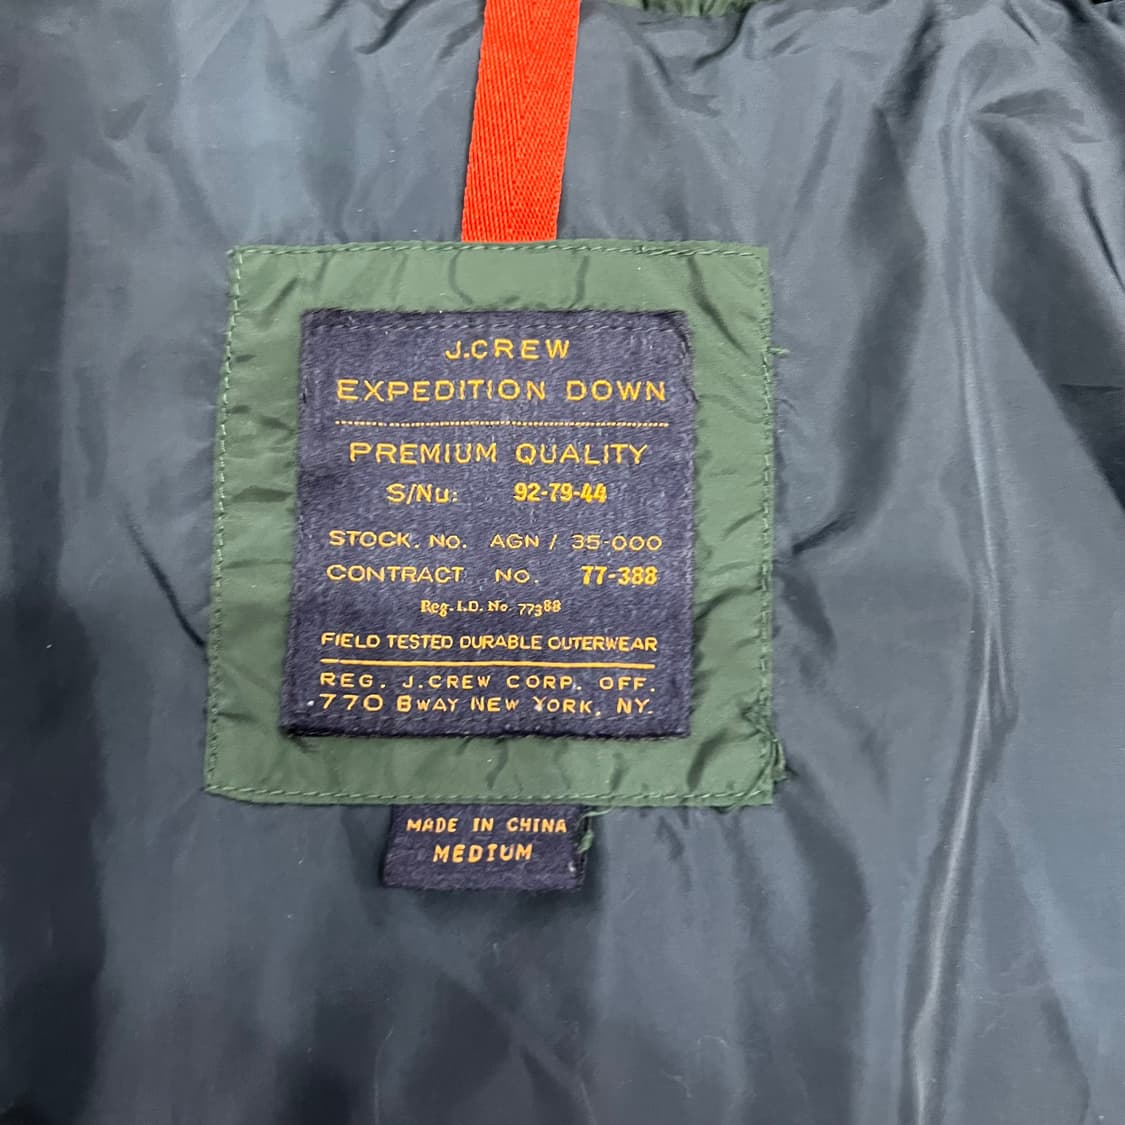 J.CREW
EXPEDITION DOWN
PREMIUM QUALITY
S/Nu: 92-79-44
STOCK. NO. AGN / 35-000
CONTRACT NO. 77-388
Reg. I.D. No 77388
FIELD TESTED DURABLE OUTERWEAR
REG. J.CREW CORP. OFF.
770 BWAY NEW YORK, NY.
MADE IN CHINA
MEDIUM